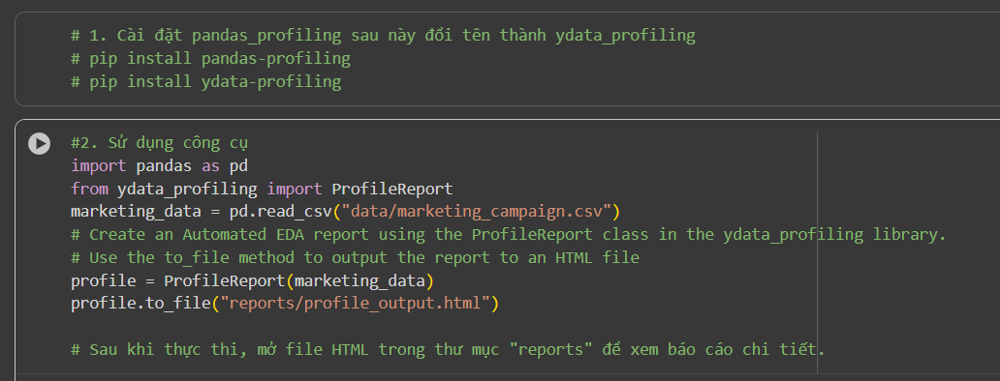 # 1. Cài đặt pandas_profiling sau này đổi tên thành ydata_profiling
# pip install pandas-profiling
# pip install ydata-profiling
#2. Sử dụng công cụ
import pandas as pd
from ydata_profiling import ProfileReport
marketing_data = pd.read_csv("data/marketing_campaign.csv")
# Create an Automated EDA report using the ProfileReport class in the ydata_profiling library.
# Use the to_file method to output the report to an HTML file
profile = ProfileReport(marketing_data)
profile.to_file("reports/profile_output.html")
# Sau khi thực thi, mở file HTML trong thư mục "reports" để xem báo cáo chi tiết.